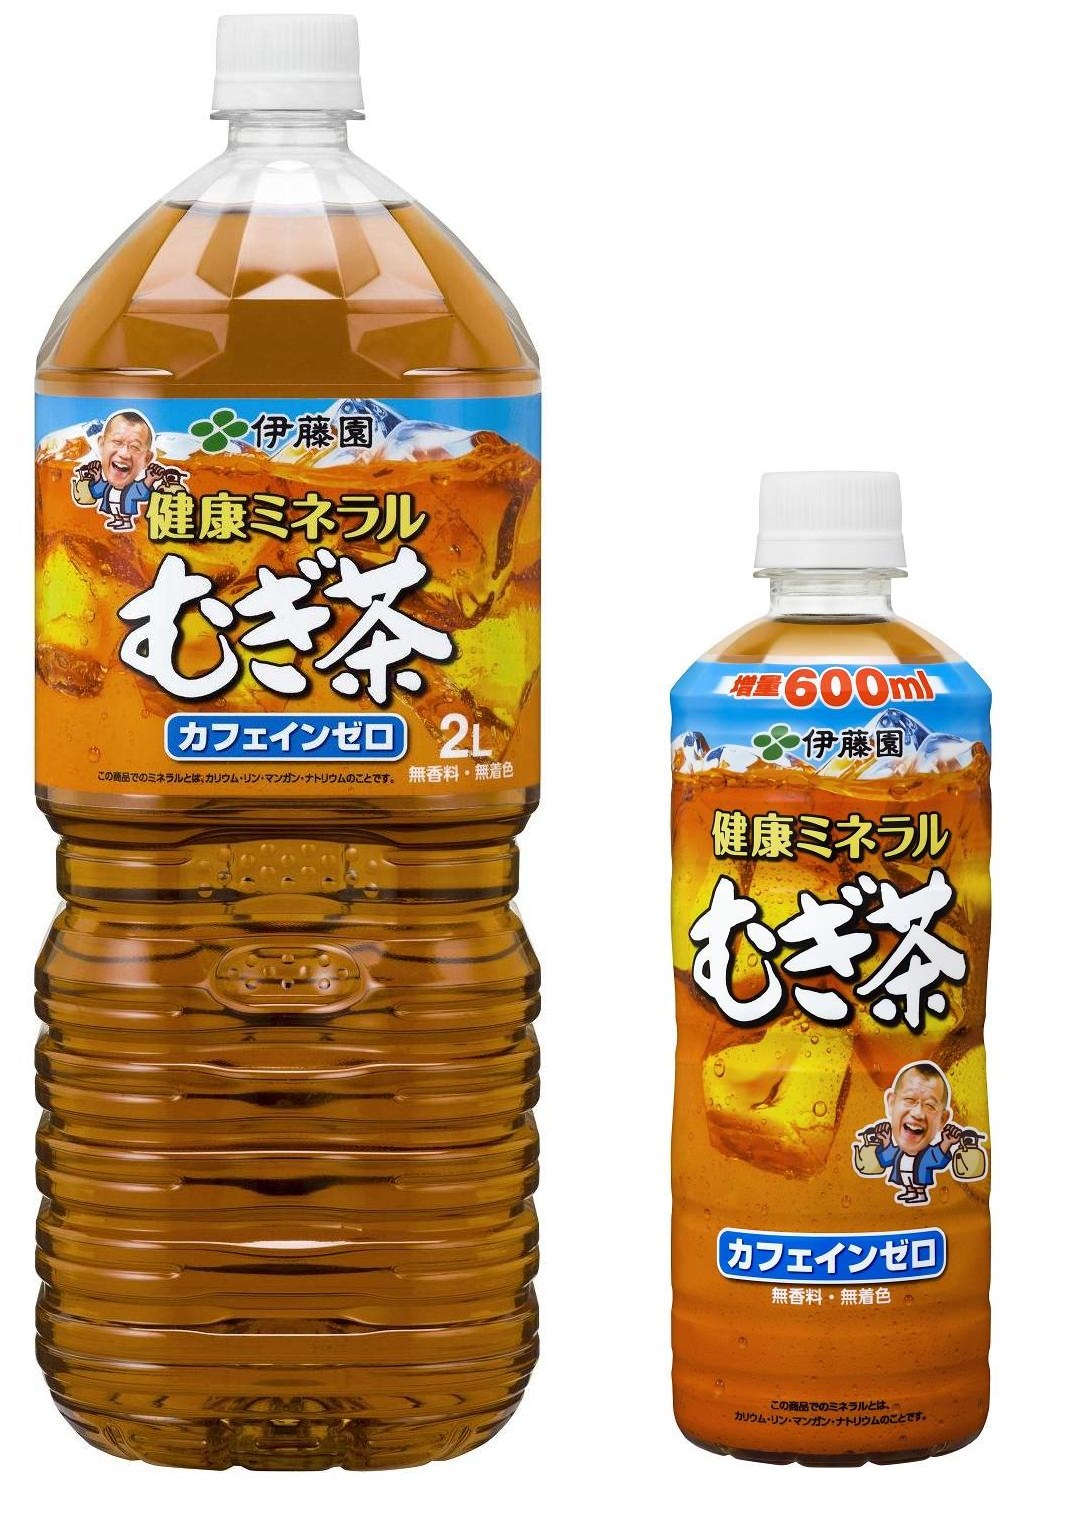 伊藤園
健康ミネラル
むぎ茶
カフェインゼロ
2L
無香料・無着色
この商品でのミネラルとは、カリウム・リン・マンガン・ナトリウムのことです。
増量600ml
伊藤園
健康ミネラル
むぎ茶
カフェインゼロ
無香料・無着色
この商品でのミネラルとは、
カリウム・リン・マンガン・ナトリウムのことです。